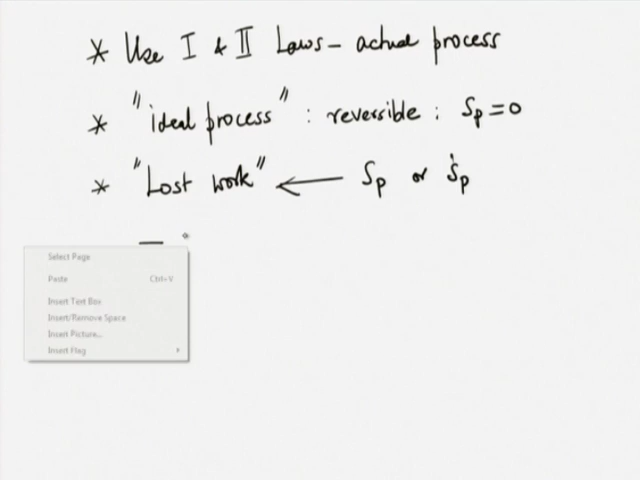 * Use I & II Laws - actual process
* "ideal process" : reversible : Sp = 0
* "Lost work" ← Sp or Ṡp
Select Page
Paste Ctrl+V
Insert Text Box
Insert/Remove Space
Insert Picture...
Insert Flag